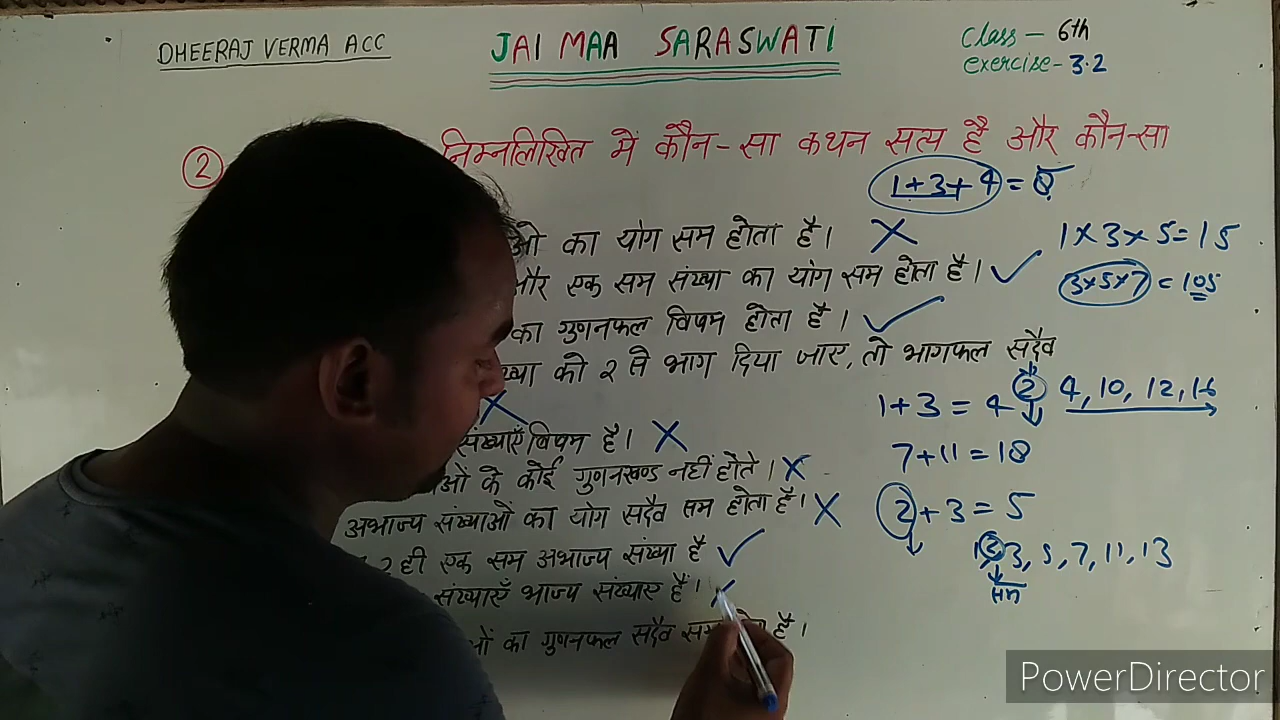 DHEERAJ VERMA ACC
JAI MAA SARASWATI
Class - 6th
exercise - 3.2
② निम्नलिखित में कौन-सा कथन सत्य है और कौन-सा
1+3+4=8
ओ का योग सम होता है। ✗
1×3×5=15
और एक सम संख्या का योग सम होता है। ✓
3×5×7=105
का गुणनफल विषम होता है। ✓
ख्या को २ से भाग दिया जाए, तो भागफल सदैव
✗
1+3=4
2 4, 10, 12, 16
संख्याएँ विषम है। ✗
7+11=18
ओं के कोई गुणनखण्ड नहीं होते। ✗
अभाज्य संख्याओं का योग सदैव सम होता है। ✗
2+3=5
२ ही एक सम अभाज्य संख्या है ✓
1, 2, 3, 5, 7, 11, 13
संख्याएँ भाज्य संख्याए है।
सम
ओं का गुणनफल सदैव है।
PowerDirector